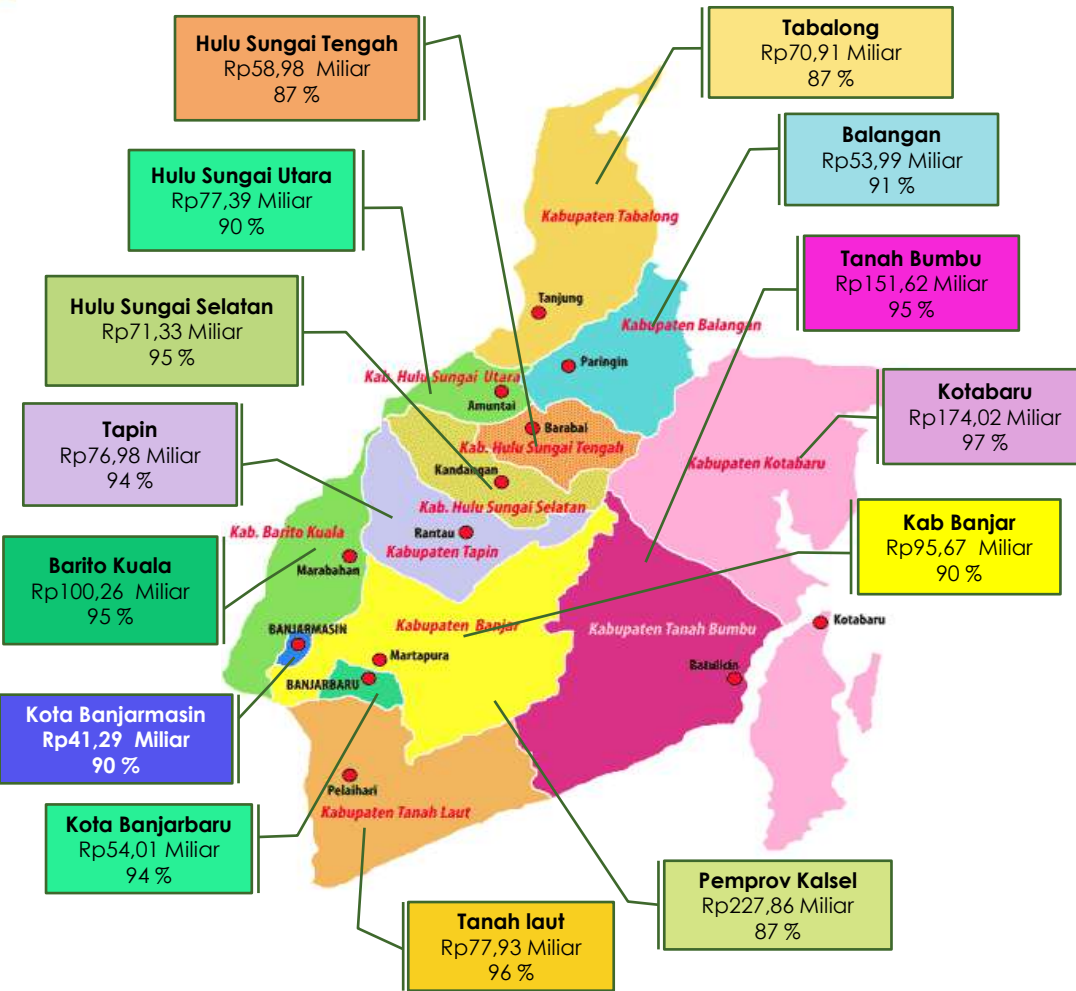 Hulu Sungai Tengah
Rp58,98 Miliar
87 %
Tabalong
Rp70,91 Miliar
87 %
Balangan
Rp53,99 Miliar
91 %
Hulu Sungai Utara
Rp77,39 Miliar
90 %
Tanah Bumbu
Rp151,62 Miliar
95 %
Hulu Sungai Selatan
Rp71,33 Miliar
95 %
Kotabaru
Rp174,02 Miliar
97 %
Tapin
Rp76,98 Miliar
94 %
Kab Banjar
Rp95,67 Miliar
90 %
Barito Kuala
Rp100,26 Miliar
95 %
Kota Banjarmasin
Rp41,29 Miliar
90 %
Kota Banjarbaru
Rp54,01 Miliar
94 %
Pemprov Kalsel
Rp227,86 Miliar
87 %
Tanah laut
Rp77,93 Miliar
96 %
Kabupaten Tabalong
Tanjung
Kabupaten Balangan
Paringin
Kab. Hulu Sungai Utara
Amuntai
Barabai
Kab. Hulu Sungai Tengah
Kandangan
Kabupaten Kotabaru
Kab. Hulu Sungai Selatan
Kab. Barito Kuala
Rantau
Kabupaten Tapin
Marabahan
Kabupaten Banjar
Kabupaten Tanah Bumbu
Kotabaru
BANJARMASIN
Martapura
Batulicin
BANJARBARU
Pelaihari
Kabupaten Tanah Laut